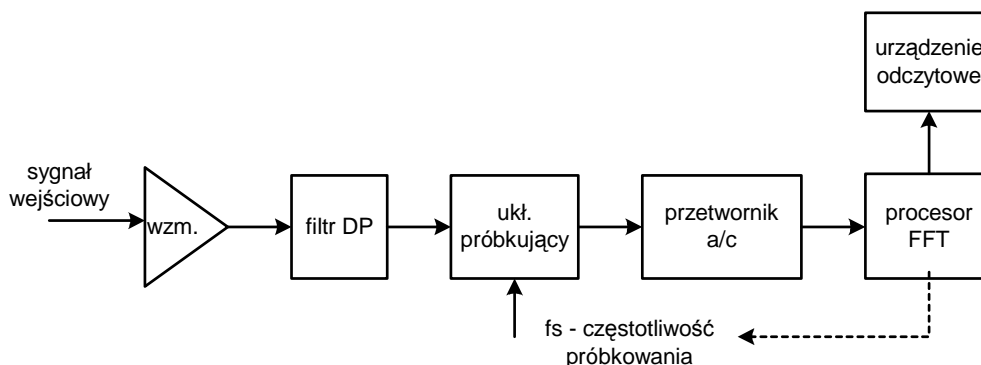 urządzenie
odczytowe
sygnał
wejściowy
wzm.
filtr DP
ukł.
próbkujący
przetwornik
a/c
procesor
FFT
fs - częstotliwość
próbkowania